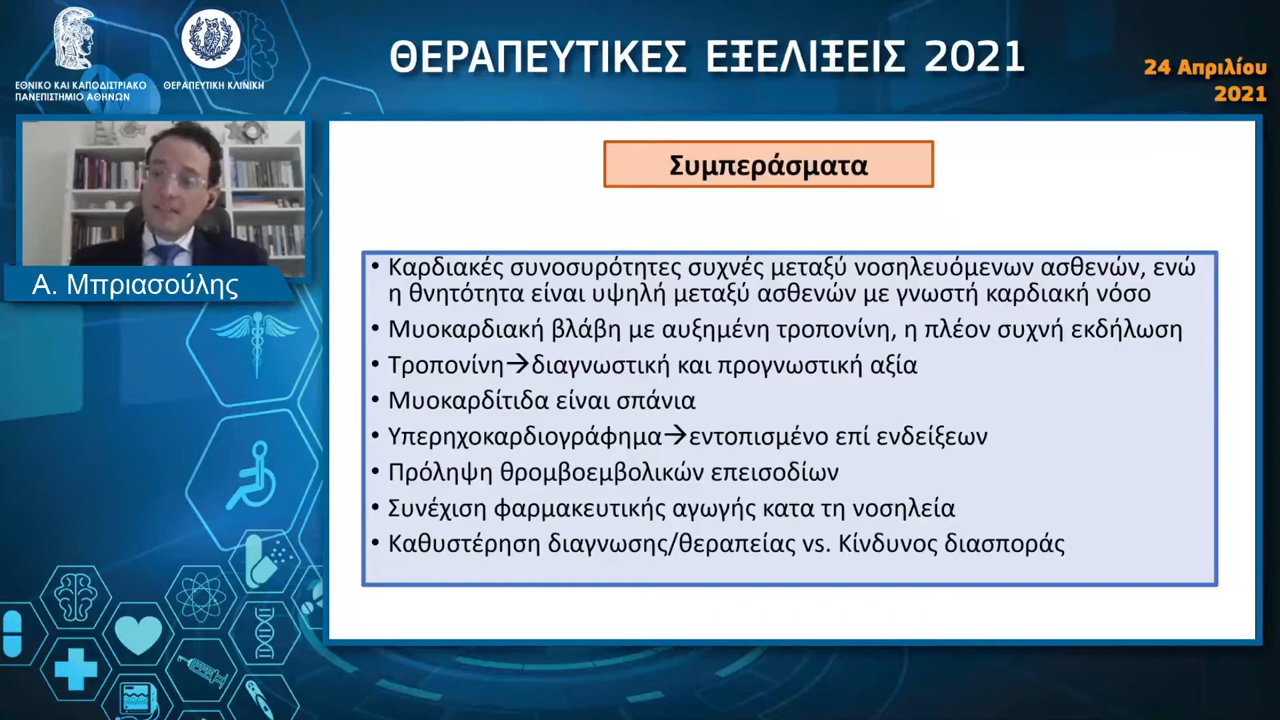 ΕΘΝΙΚΟ ΚΑΙ ΚΑΠΟΔΙΣΤΡΙΑΚΟ
ΠΑΝΕΠΙΣΤΗΜΙΟ ΑΘΗΝΩΝ
ΘΕΡΑΠΕΥΤΙΚΗ ΚΛΙΝΙΚΗ
ΘΕΡΑΠΕΥΤΙΚΕΣ ΕΞΕΛΙΞΕΙΣ 2021
24 Απριλίου
2021
Α. Μπριασούλης
Συμπεράσματα
• Καρδιακές συνοσυρότητες συχνές μεταξύ νοσηλευόμενων ασθενών, ενώ
η θνητότητα είναι υψηλή μεταξύ ασθενών με γνωστή καρδιακή νόσο
• Μυοκαρδιακή βλάβη με αυξημένη τροπονίνη, η πλέον συχνή εκδήλωση
• Τροπονίνη→διαγνωστική και προγνωστική αξία
• Μυοκαρδίτιδα είναι σπάνια
• Υπερηχοκαρδιογράφημα→εντοπισμένο επί ενδείξεων
• Πρόληψη θρομβοεμβολικών επεισοδίων
• Συνέχιση φαρμακευτικής αγωγής κατα τη νοσηλεία
• Καθυστέρηση διαγνωσης/θεραπείας vs. Κίνδυνος διασποράς